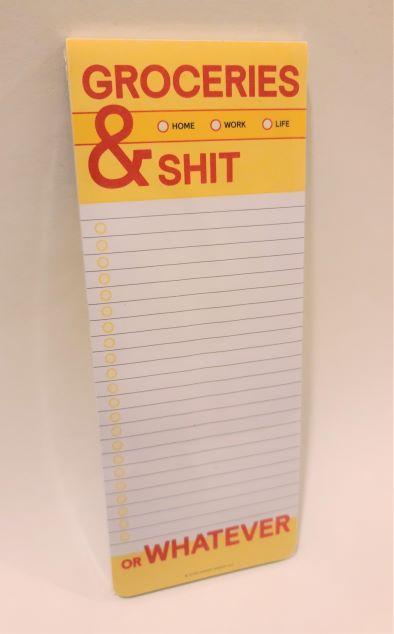 GROCERIES
HOME WORK LIFE
& SHIT
OR WHATEVER